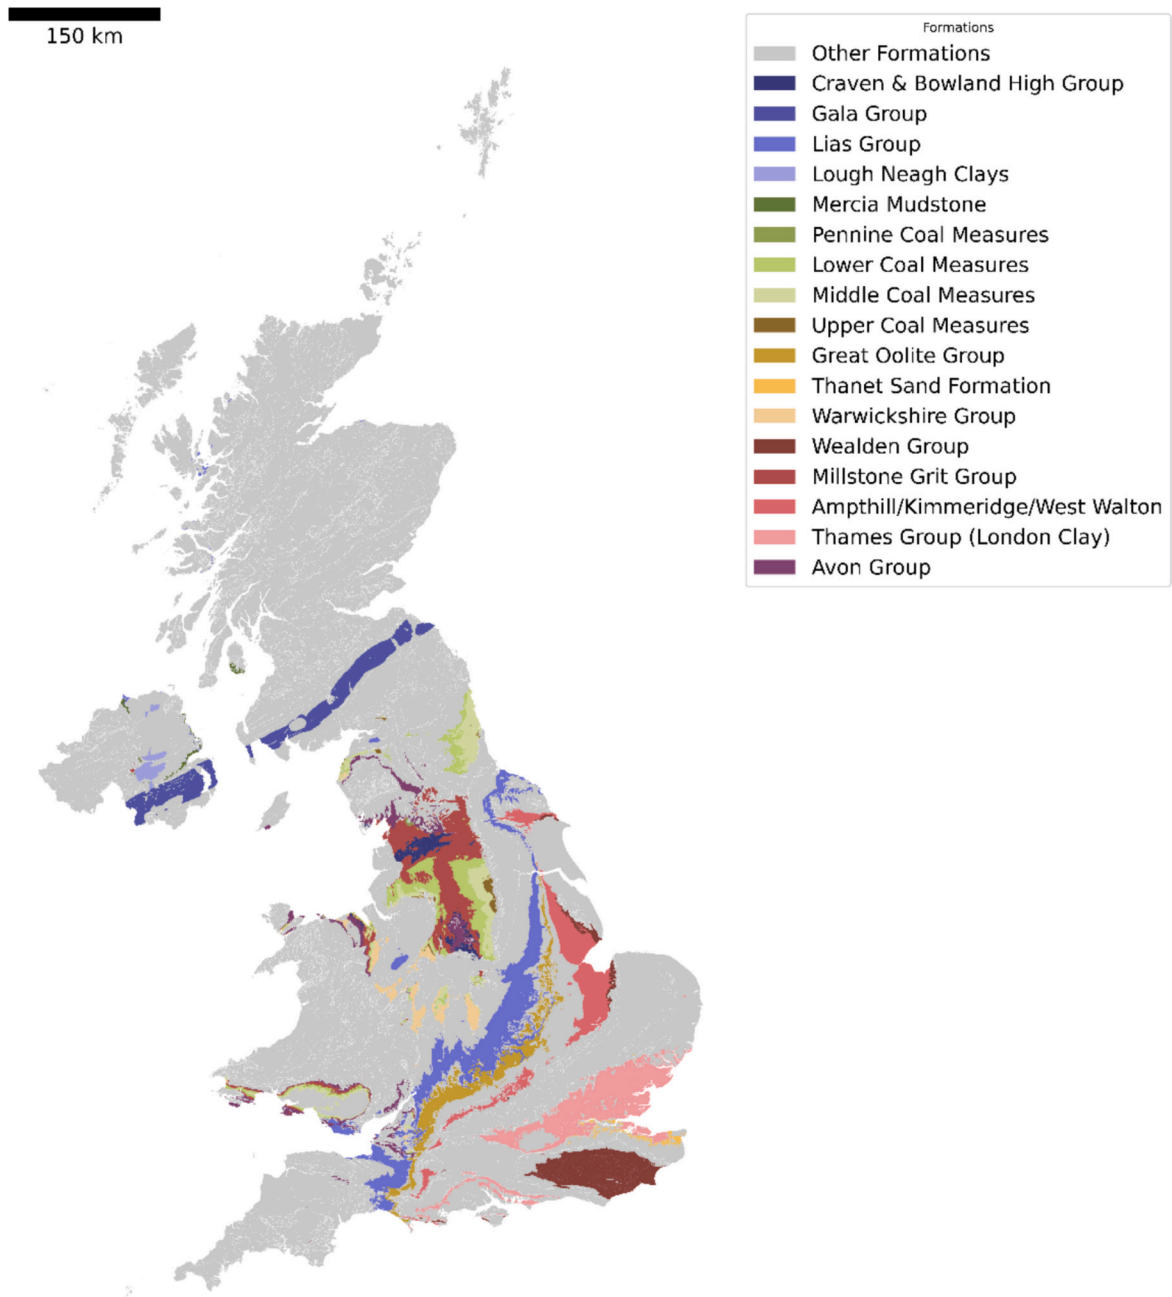 150 km
Formations
Other Formations
Craven & Bowland High Group
Gala Group
Lias Group
Lough Neagh Clays
Mercia Mudstone
Pennine Coal Measures
Lower Coal Measures
Middle Coal Measures
Upper Coal Measures
Great Oolite Group
Thanet Sand Formation
Warwickshire Group
Wealden Group
Millstone Grit Group
Ampthill/Kimmeridge/West Walton
Thames Group (London Clay)
Avon Group